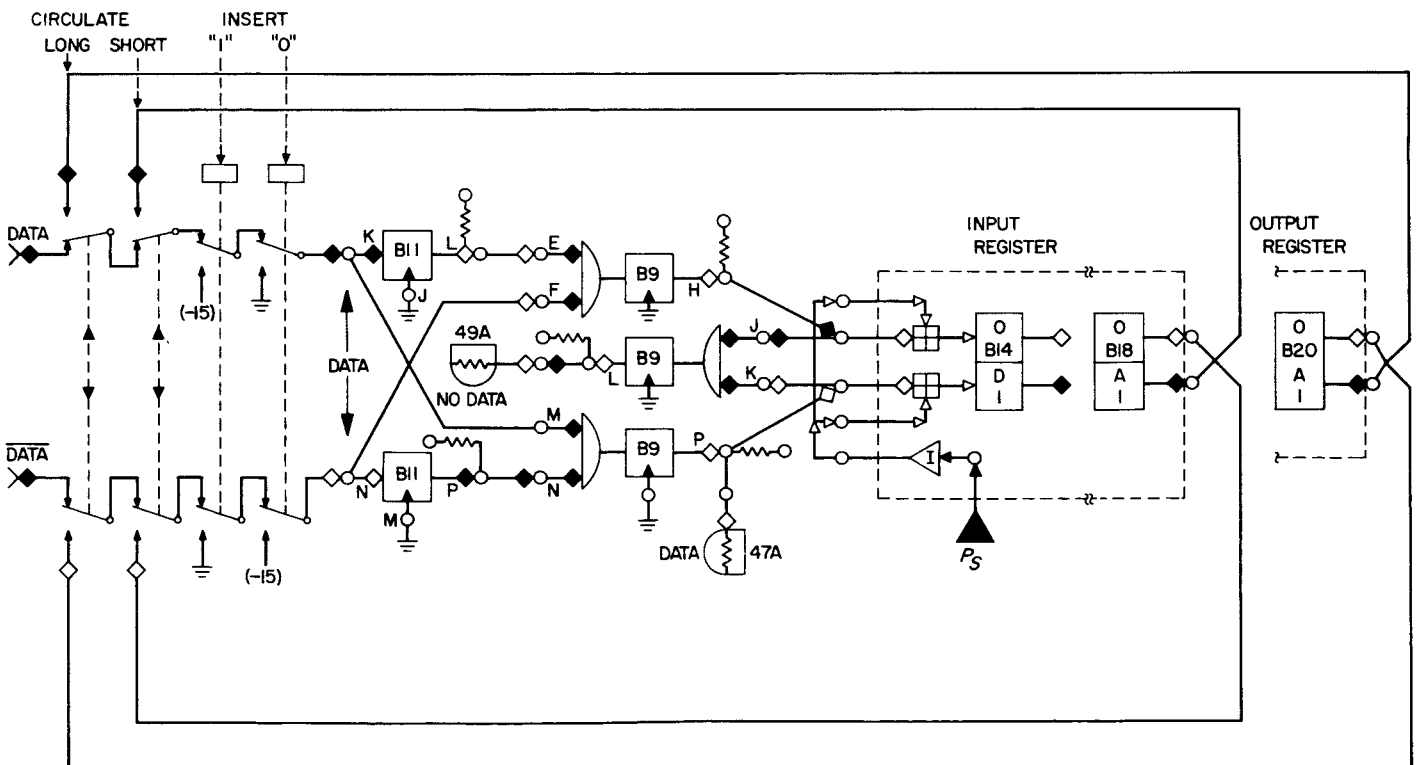 CIRCULATE INSERT
LONG SHORT "1" "0"
DATA
(-15)
K B11 L E
J
F
B9 H
INPUT
REGISTER
OUTPUT
REGISTER
49A
NO DATA
L B9 J
K
DATA
0
B14
D
1
0
B18
A
1
0
B20
A
1
M
DATA
N B11 P N
M
B9 P
I
DATA 47A
PS
(-15)